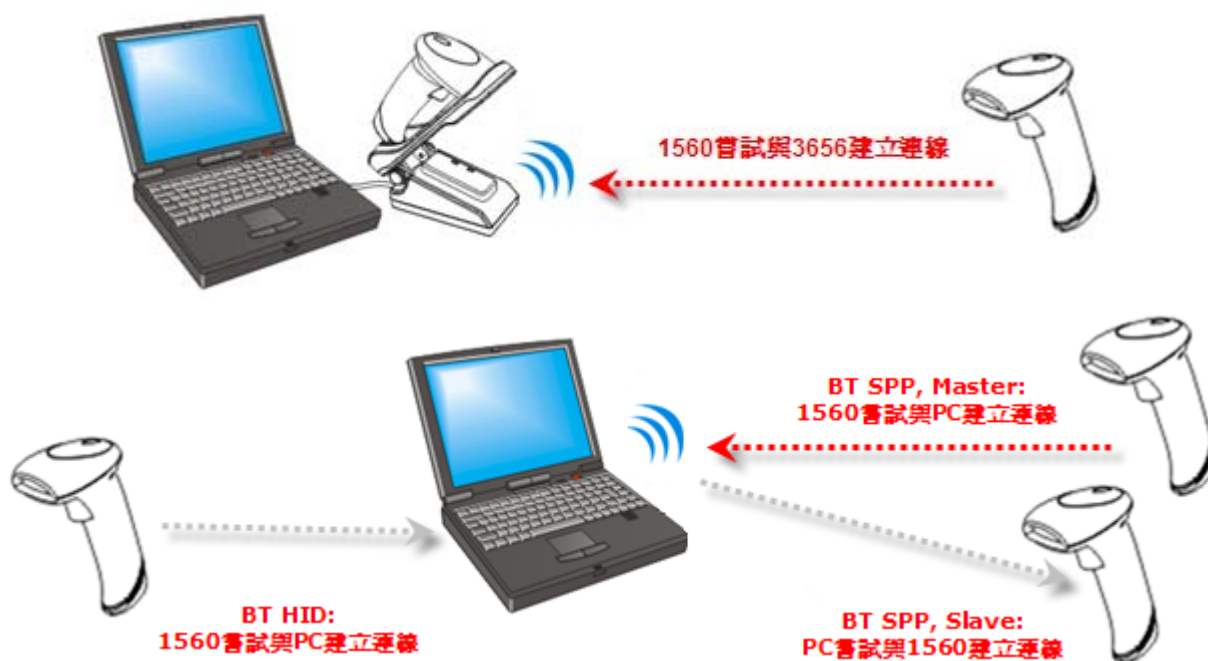 1560嘗試與3656建立連線
BT SPP, Master:
1560嘗試與PC建立連線
BT HID:
1560嘗試與PC建立連線
BT SPP, Slave:
PC嘗試與1560建立連線